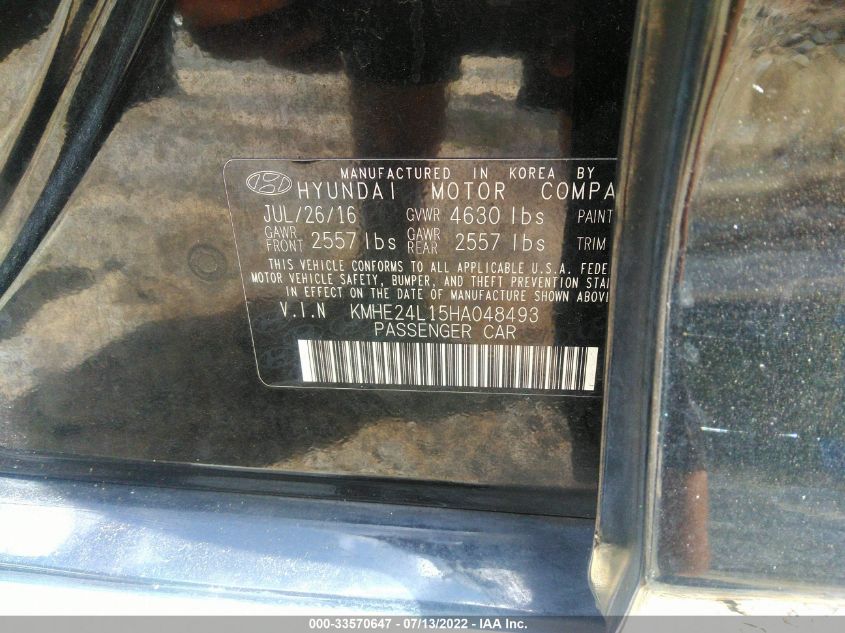 MANUFACTURED IN KOREA BY
HYUNDAI MOTOR COMPA
JUL/26/16 GVWR 4630 lbs PAINT
GAWR FRONT 2557 lbs GAWR REAR 2557 lbs TRIM
THIS VEHICLE CONFORMS TO ALL APPLICABLE U.S.A. FEDE
MOTOR VEHICLE SAFETY, BUMPER, AND THEFT PREVENTION STA
IN EFFECT ON THE DATE OF MANUFACTURE SHOWN ABOV
V.I.N KMHE24L15HA048493
PASSENGER CAR
000-33570647 - 07/13/2022 - IAA Inc.